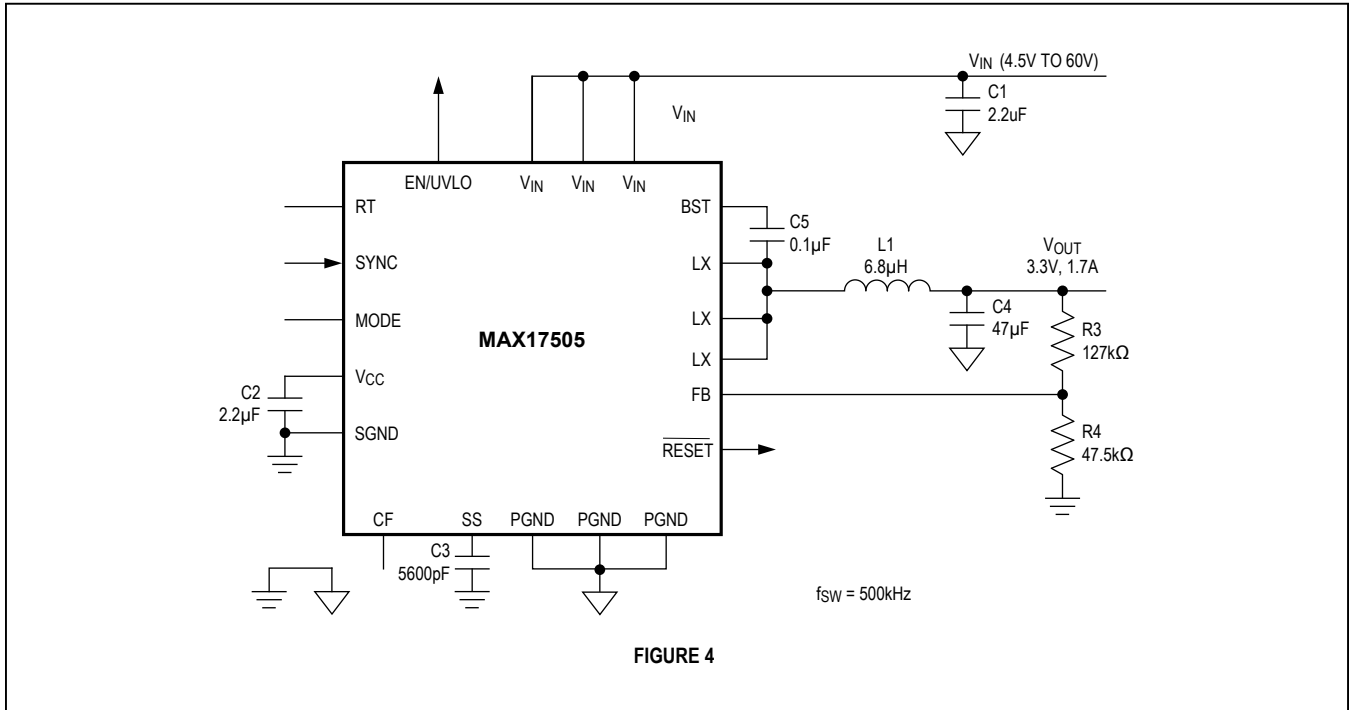 VIN (4.5V TO 60V)
C1
2.2uF
VIN
EN/UVLO
VIN
VIN
VIN
RT
BST
C5
0.1µF
SYNC
LX
L1
6.8µH
VOUT
3.3V, 1.7A
MODE
LX
C4
47µF
R3
127kΩ
MAX17505
LX
VCC
FB
C2
2.2µF
SGND
RESET
R4
47.5kΩ
CF
SS
PGND
PGND
PGND
C3
5600pF
fSW = 500kHz
FIGURE 4